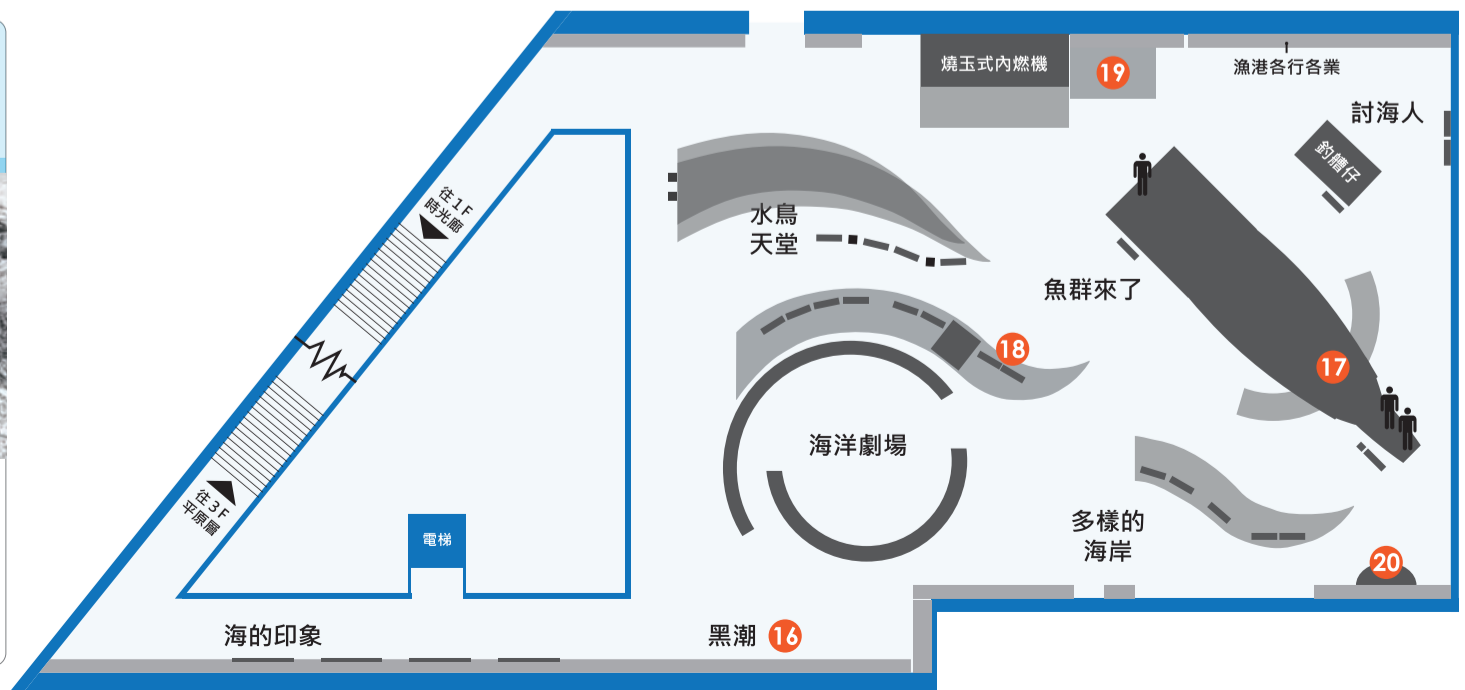 燒玉式內燃機
19
漁港各行各業
討海人
釣艚仔
往1F
時光廊
水鳥
天堂
魚群來了
18
17
海洋劇場
往3F
平原層
電梯
多樣的
海岸
20
海的印象
黑潮
16